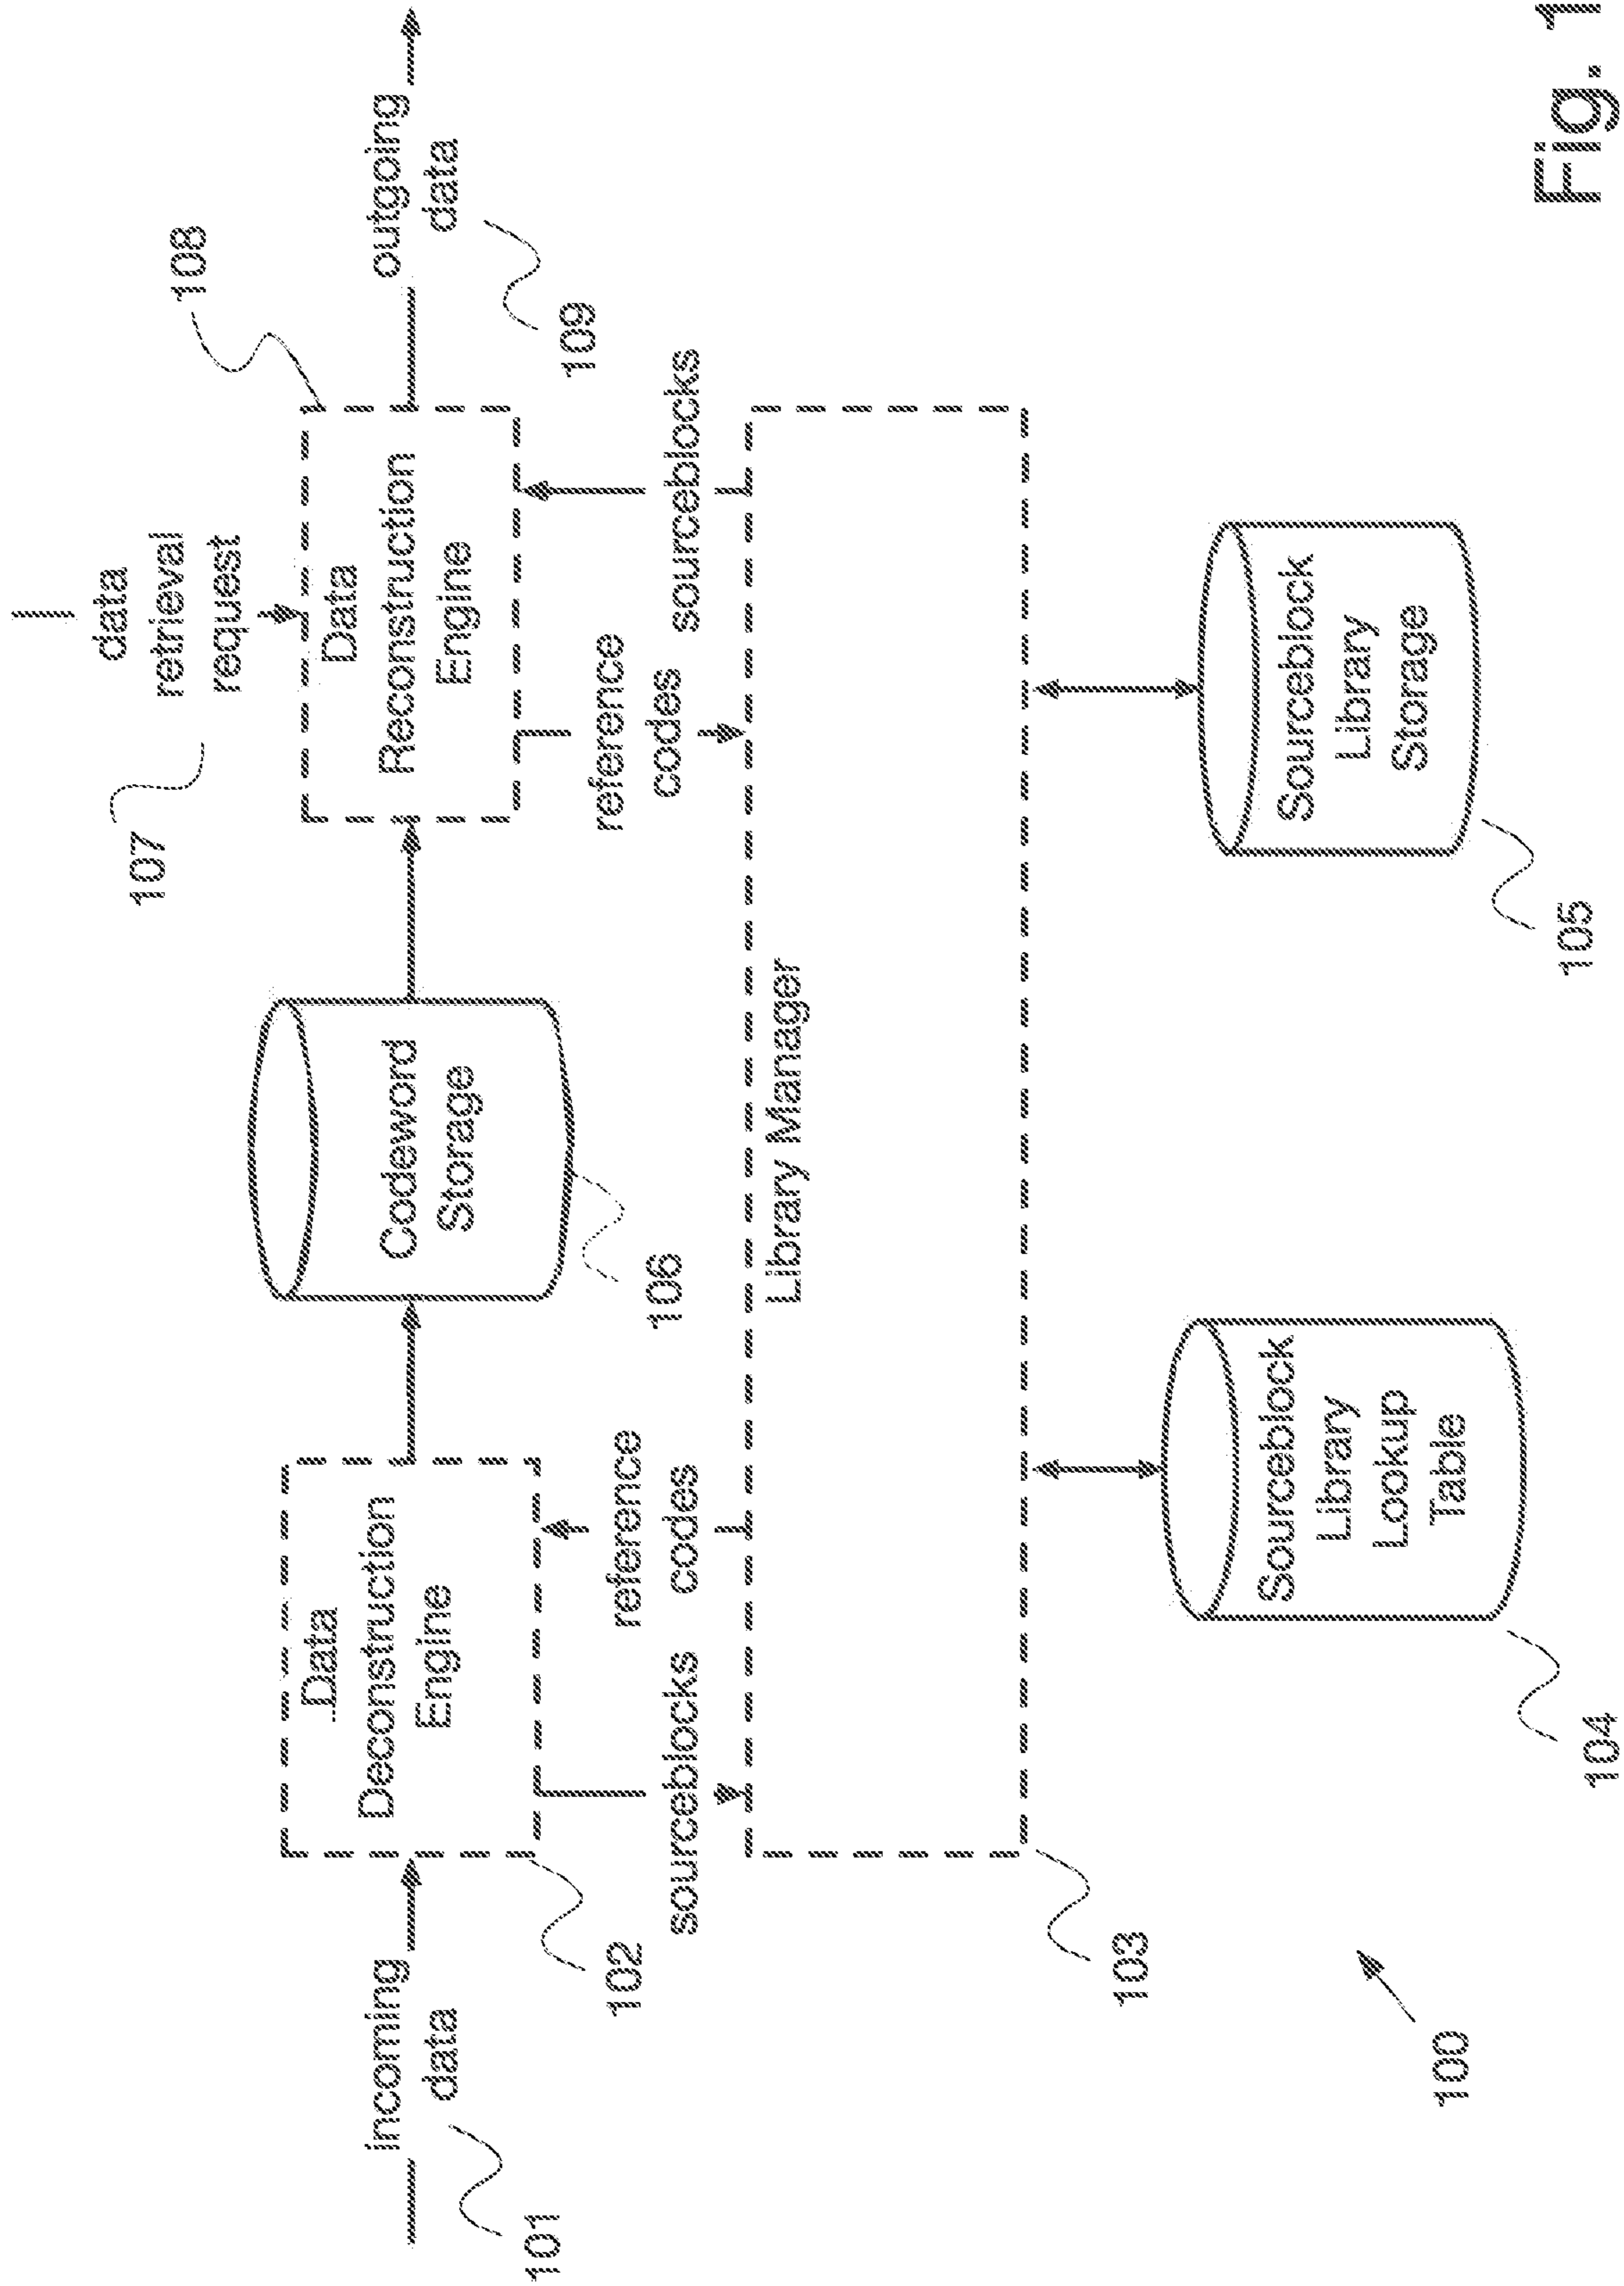 data
retrieval
request
107
108
incoming
data
101
Data
Deconstruction
Engine
102
Codeword
Storage
106
Data
Reconstruction
Engine
outgoing
data
109
sourceblocks
reference
codes
reference
codes
sourceblocks
Library Manager
103
Sourceblock
Library
Lookup
Table
104
Sourceblock
Library
Storage
105
100
Fig. 1